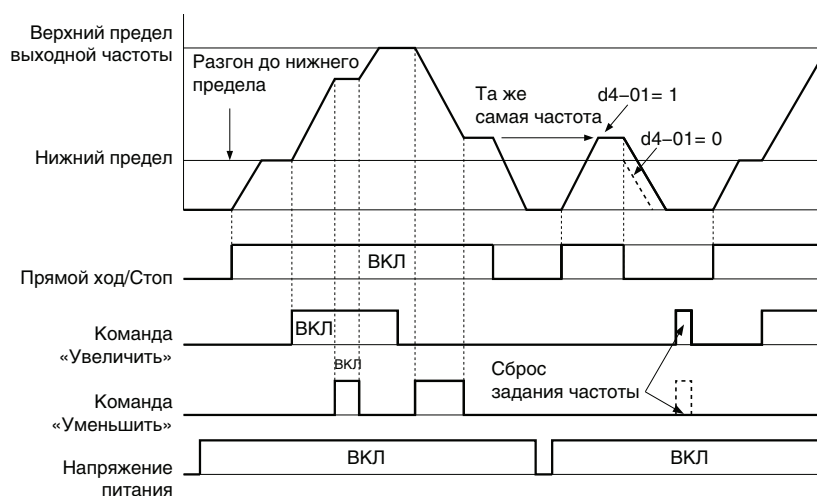 Верхний предел
выходной частоты
Разгон до нижнего
предела
Та же
самая частота
d4–01= 1
d4–01= 0
Нижний предел
Прямой ход/Стоп
ВКЛ
Команда
«Увеличить»
ВКЛ
ВКЛ
Сброс
задания частоты
Команда
«Уменьшить»
Напряжение
питания
ВКЛ
ВКЛ